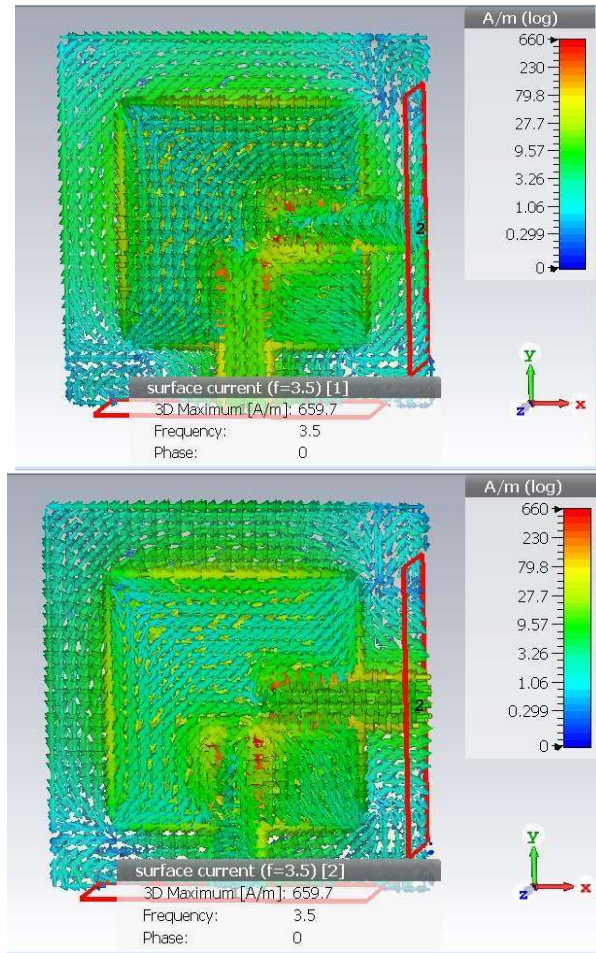 A/m (log)
660
230
79.8
27.7
9.57
3.26
1.06
0.299
0
2
y
z x
surface current (f=3.5) [1]
3D Maximum [A/m]: 659.7
Frequency: 3.5
Phase: 0
A/m (log)
660
230
79.8
27.7
9.57
3.26
1.06
0.299
0
2
y
z x
surface current (f=3.5) [2]
3D Maximum [A/m]: 659.7
Frequency: 3.5
Phase: 0